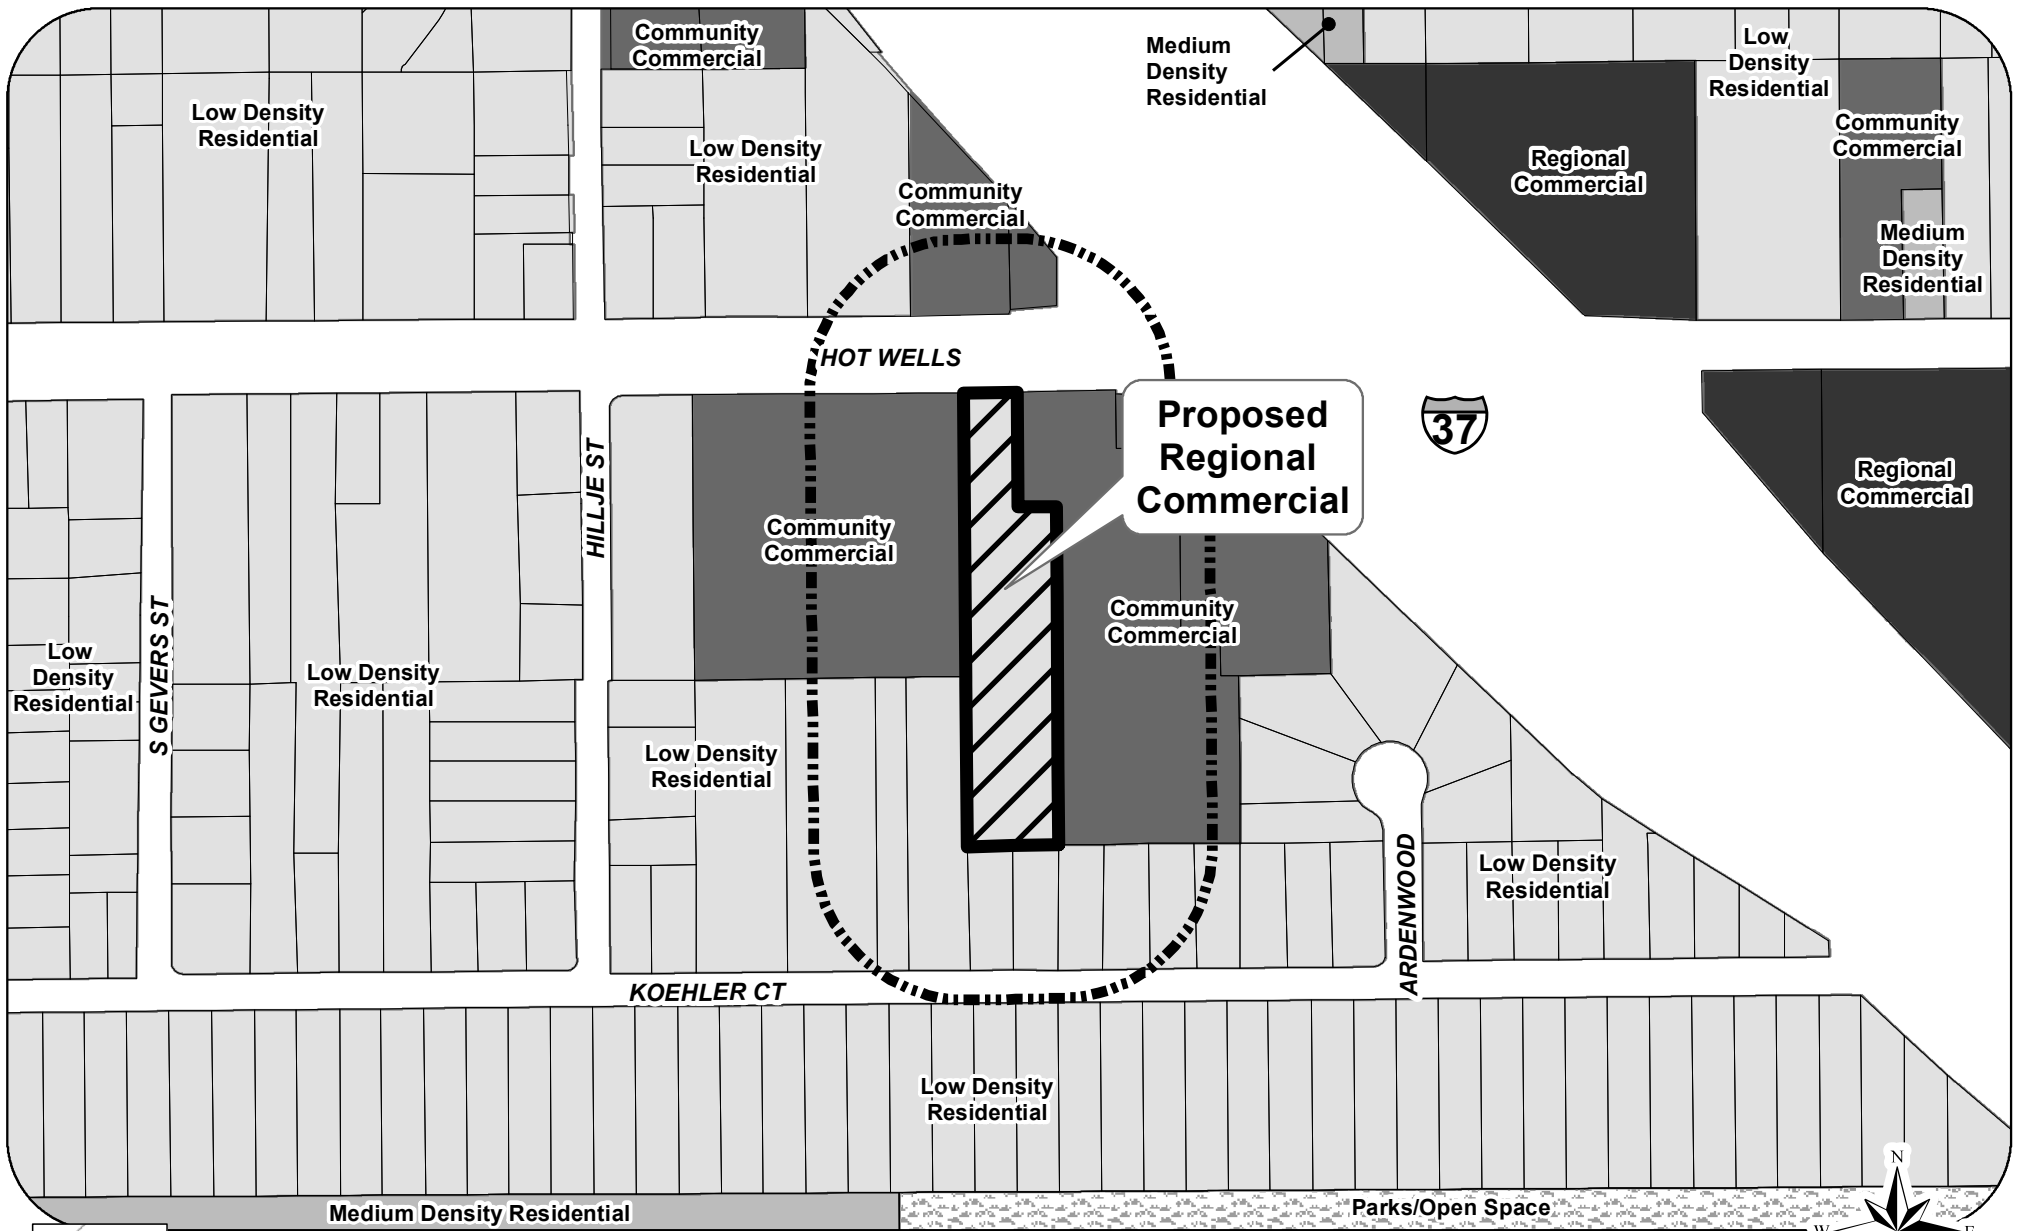 Community
Commercial
Medium
Density
Residential
Low
Density
Residential
Low Density
Residential
Low Density
Residential
Community
Commercial
Regional
Commercial
Community
Commercial
Medium
Density
Residential
HOT WELLS
Proposed
Regional
Commercial
37
Regional
Commercial
HILLJE ST
Community
Commercial
Community
Commercial
S GEVERS ST
Low
Density
Residential
Low Density
Residential
Low Density
Residential
ARDENWOOD
Low Density
Residential
KOEHLER CT
Low Density
Residential
Medium Density Residential
Parks/Open Space
N
W
E